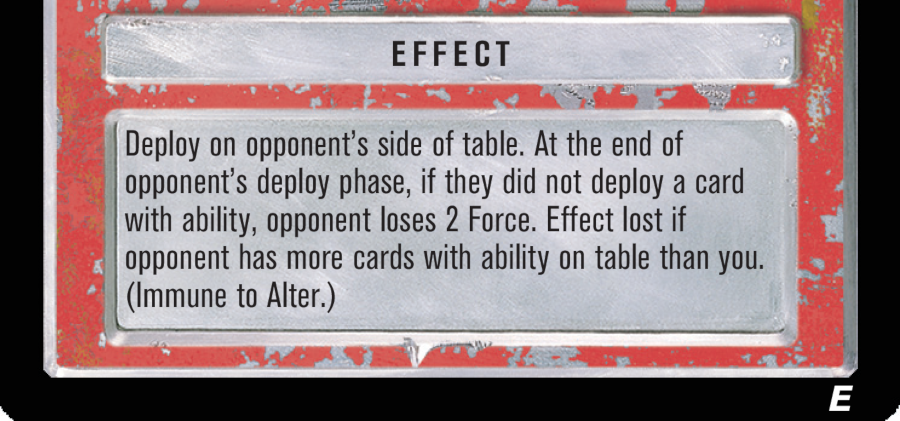 EFFECT
Deploy on opponent's side of table. At the end of
opponent's deploy phase, if they did not deploy a card
with ability, opponent loses 2 Force. Effect lost if
opponent has more cards with ability on table than you.
(Immune to Alter.)
E